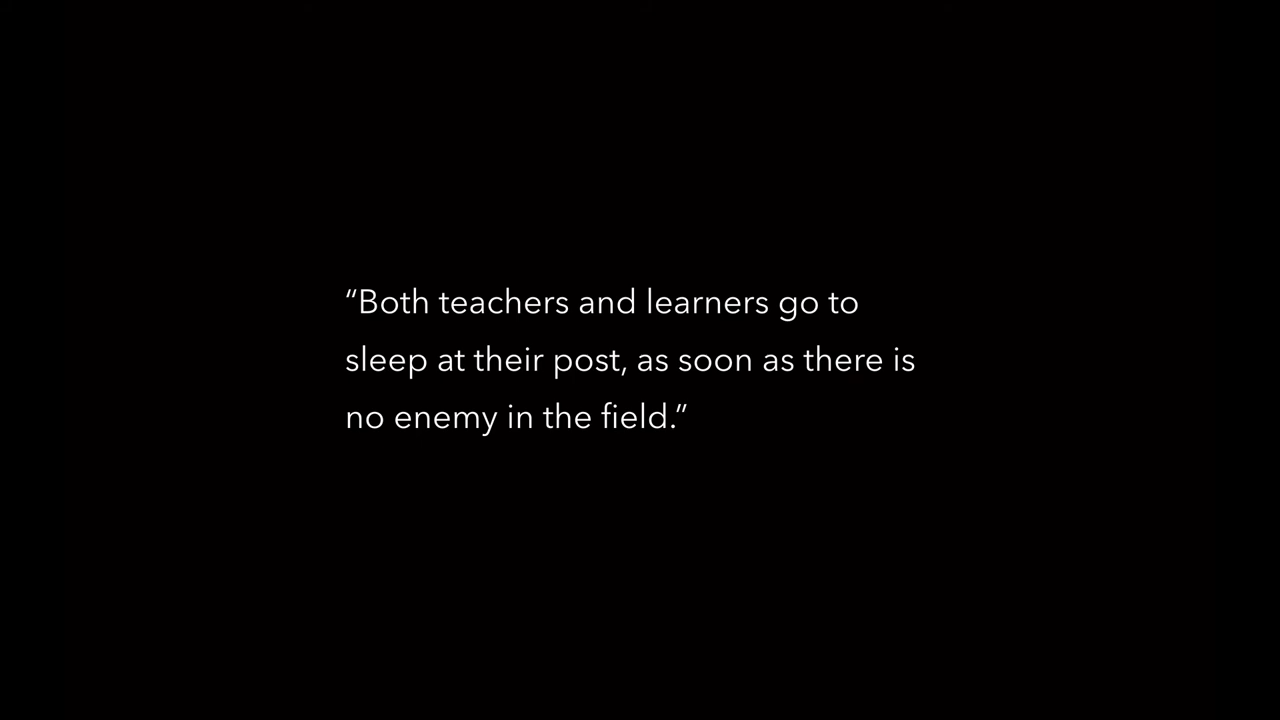 “Both teachers and learners go to
sleep at their post, as soon as there is
no enemy in the field.”